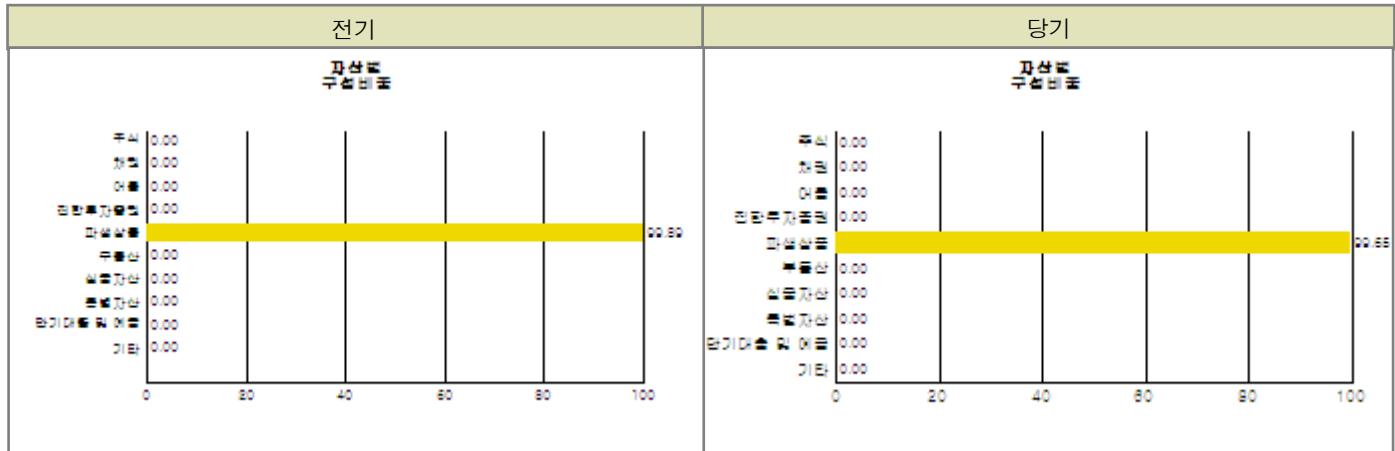 전기
당기
자산별
구성비중
주식 0.00
채권 0.00
어음 0.00
집합투자증권 0.00
파생상품
부동산 0.00
실물자산 0.00
특별자산 0.00
단기대출 및 예금 0.00
기타 0.00
0 20 40 60 80 100
자산별
구성비중
주식 0.00
채권 0.00
어음 0.00
집합투자증권 0.00
파생상품
부동산 0.00
실물자산 0.00
특별자산 0.00
단기대출 및 예금 0.00
기타 0.00
0 20 40 60 80 100